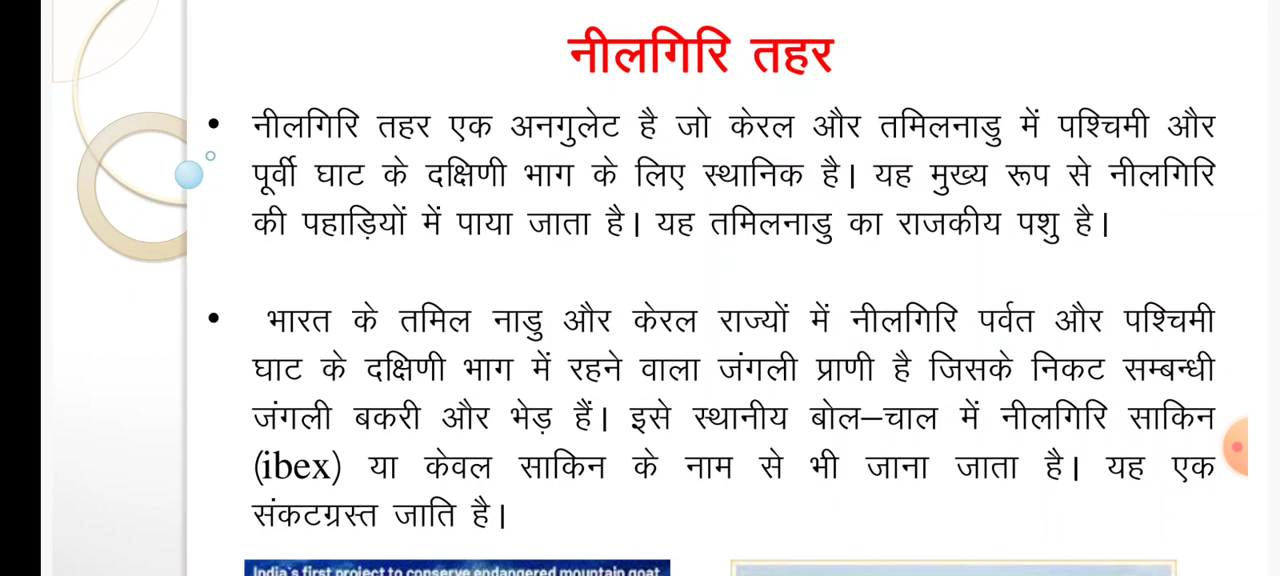 नीलगिरि तहर
• नीलगिरि तहर एक अनगुलेट है जो केरल और तमिलनाडु में पश्चिमी और
पूर्वी घाट के दक्षिणी भाग के लिए स्थानिक है। यह मुख्य रूप से नीलगिरि
की पहाड़ियों में पाया जाता है। यह तमिलनाडु का राजकीय पशु है।
• भारत के तमिल नाडु और केरल राज्यों में नीलगिरि पर्वत और पश्चिमी
घाट के दक्षिणी भाग में रहने वाला जंगली प्राणी है जिसके निकट सम्बन्धी
जंगली बकरी और भेड़ हैं। इसे स्थानीय बोल–चाल में नीलगिरि साकिन
(ibex) या केवल साकिन के नाम से भी जाना जाता है। यह एक
संकटग्रस्त जाति है।
India's first project to conserve endangered mountain goat